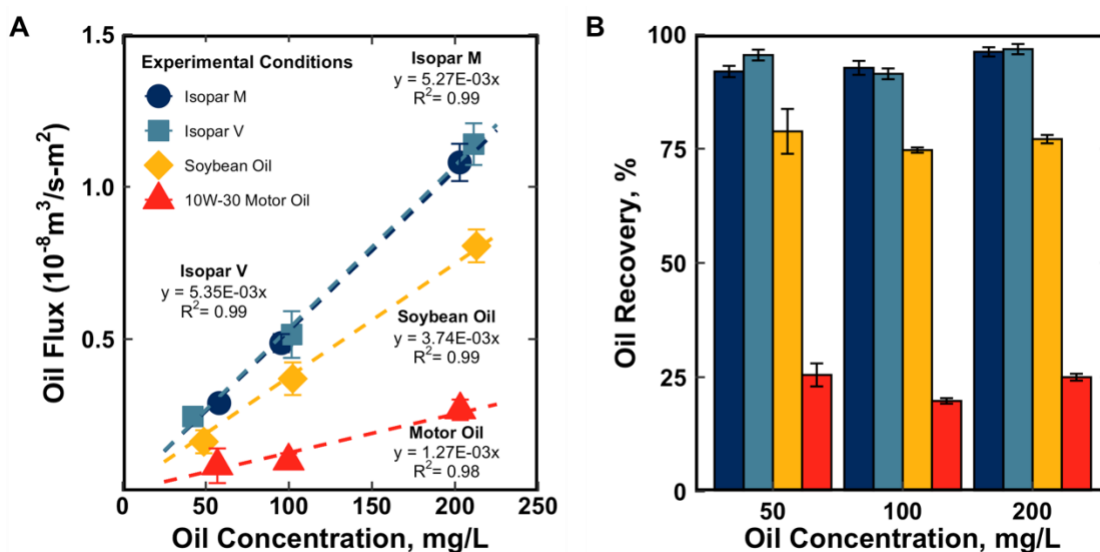 A
Oil Flux (10⁻⁸m³/s-m²)
1.5
1.0
0.5
0
Experimental Conditions
Isopar M
Isopar V
Soybean Oil
10W-30 Motor Oil
Isopar M
y = 5.27E-03x
R²= 0.99
Isopar V
y = 5.35E-03x
R²= 0.99
Soybean Oil
y = 3.74E-03x
R²= 0.99
Motor Oil
y = 1.27E-03x
R²= 0.98
0 50 100 150 200 250
Oil Concentration, mg/L
B
Oil Recovery, %
100
75
50
25
0
50 100 200
Oil Concentration, mg/L